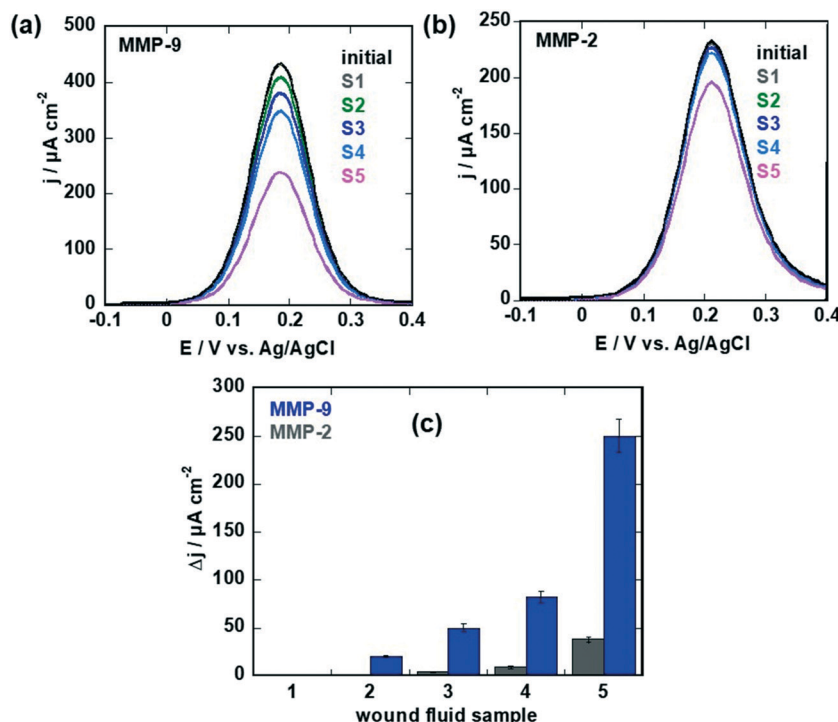 (a)
MMP-9
initial
S1
S2
S3
S4
S5
500
400
300
200
100
0
j / µA cm-2
-0.1 0 0.1 0.2 0.3 0.4
E / V vs. Ag/AgCl
(b)
MMP-2
initial
S1
S2
S3
S4
S5
250
200
150
100
50
0
j / µA cm-2
-0.1 0 0.1 0.2 0.3 0.4
E / V vs. Ag/AgCl
(c)
MMP-9
MMP-2
300
250
200
150
100
50
0
Δj / µA cm-2
1 2 3 4 5
wound fluid sample